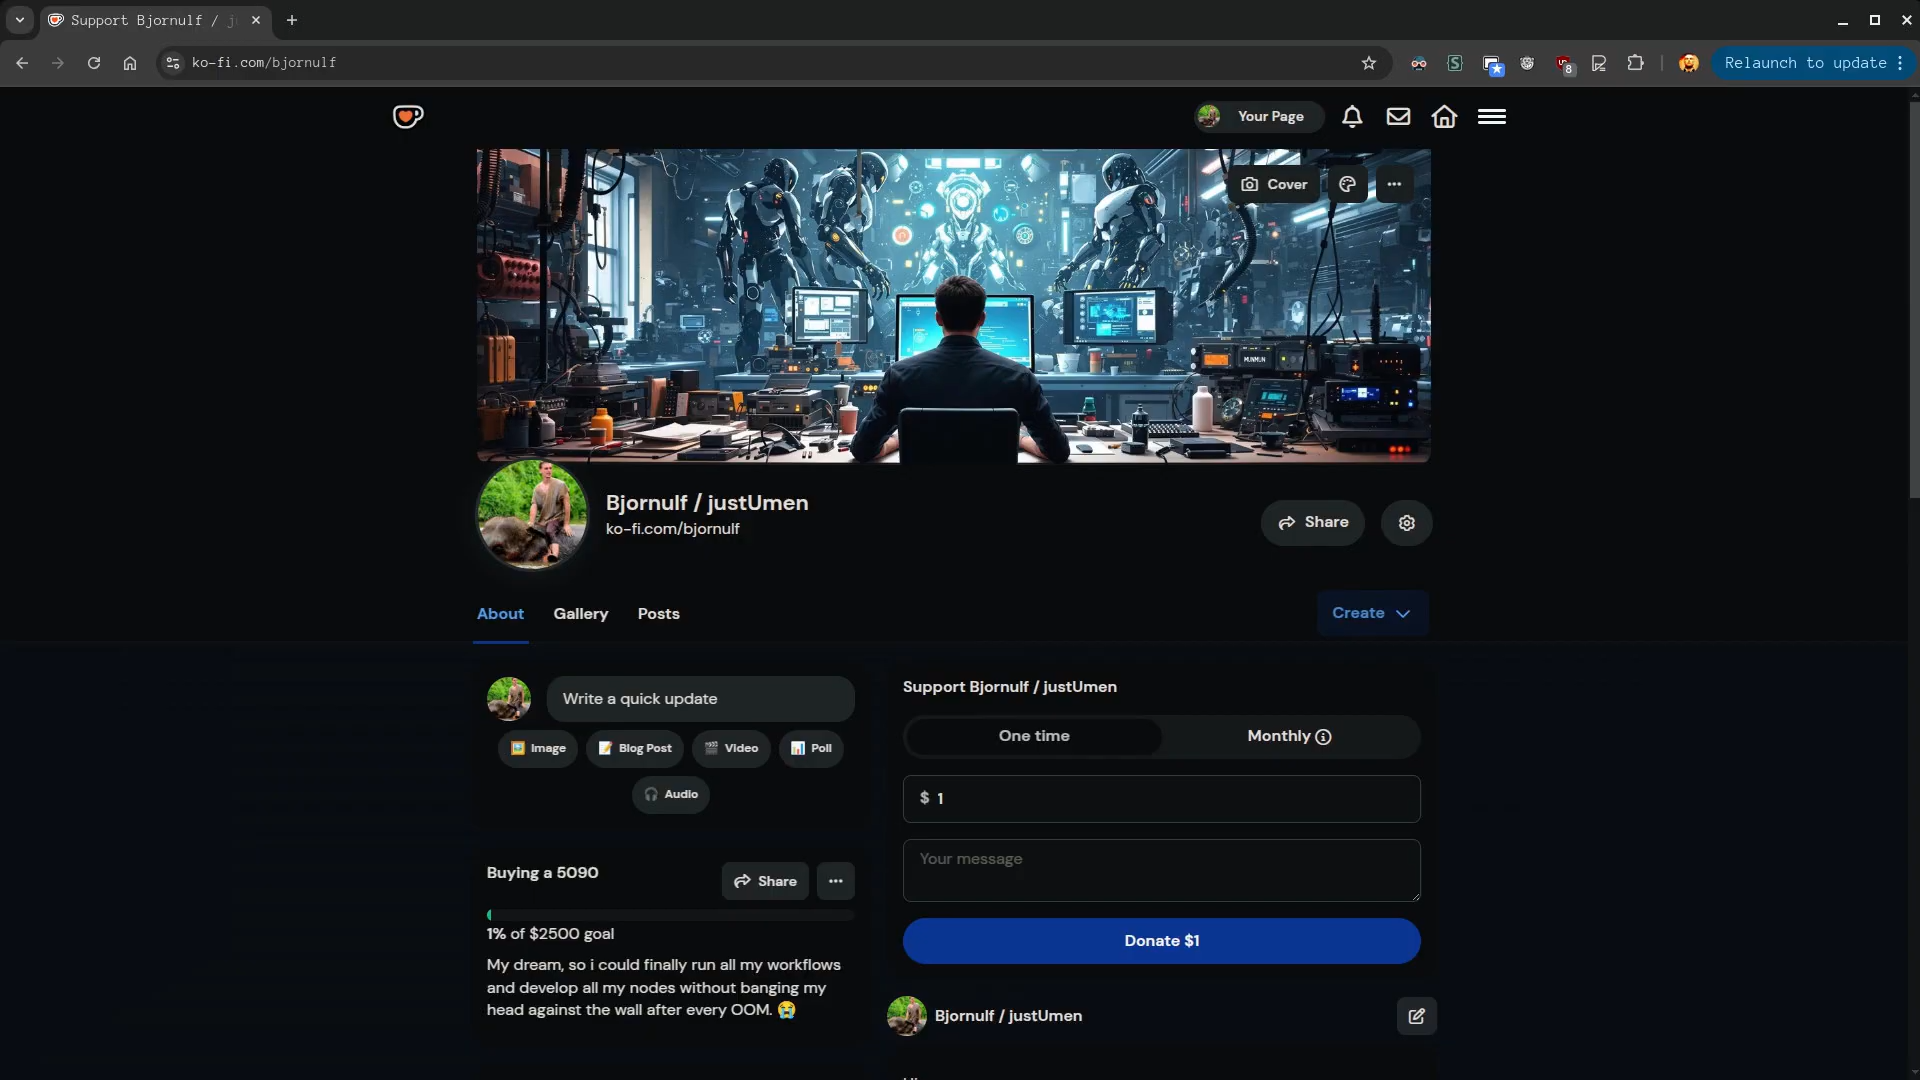 Support Bjornulf / ju
ko-fi.com/bjornulf
8
Relaunch to update
Your Page
Cover
Bjornulf / justUmen
ko-fi.com/bjornulf
Share
About
Gallery
Posts
Create
Write a quick update
Image
Blog Post
Video
Poll
Audio
Buying a 5090
Share
1% of $2500 goal
My dream, so i could finally run all my workflows
and develop all my nodes without banging my
head against the wall after every OOM. 😭
Support Bjornulf / justUmen
One time
Monthly
$ 1
Your message
Donate $1
Bjornulf / justUmen